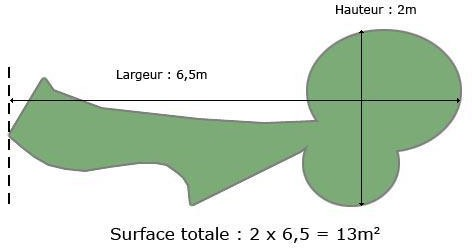 Hauteur : 2m
Largeur : 6,5m
Surface totale : 2 x 6,5 = 13m²